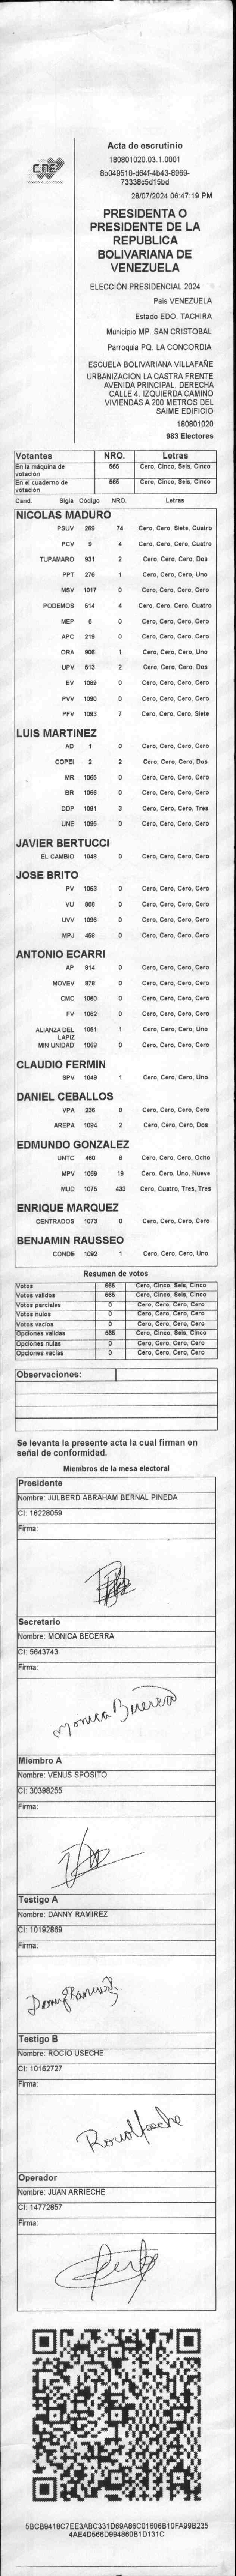 CNE
Acta de escrutinio
180801020.03.1.0001
28/07/2024 06:47:19 PM
PRESIDENTA O
PRESIDENTE DE LA
REPUBLICA
BOLIVARIANA DE
VENEZUELA
ELECCIÓN PRESIDENCIAL 2024
Pais VENEZUELA
Estado EDO. TACHIRA
Municipio MP. SAN CRISTOBAL
Parroquia PQ. LA CONCORDIA
ESCUELA BOLIVARIANA VILLAFAÑE
URBANIZACION LA CASTRA FRENTE
AVENIDA PRINCIPAL. DERECHA
CALLE 4. IZQUIERDA CAMINO
VIVIENDAS A 200 METROS DEL
SAIME EDIFICIO
180801020
983 Electores
Votantes NRO. Letras
En la máquina de votación 565 Cero, Cinco, Seis, Cinco
En el cuaderno de votación 565 Cero, Cinco, Seis, Cinco
Cand. Sigla Código NRO. Letras
NICOLAS MADURO
PSUV 269 74 Cero, Cero, Siete, Cuatro
PCV 9 4 Cero, Cero, Cero, Cuatro
TUPAMARO 931 2 Cero, Cero, Cero, Dos
PPT 276 1 Cero, Cero, Cero, Uno
MSV 1017 0 Cero, Cero, Cero, Cero
PODEMOS 514 4 Cero, Cero, Cero, Cuatro
MEP 6 0 Cero, Cero, Cero, Cero
APC 219 0 Cero, Cero, Cero, Cero
ORA 906 1 Cero, Cero, Cero, Uno
UPV 513 2 Cero, Cero, Cero, Dos
EV 1089 0 Cero, Cero, Cero, Cero
PVV 1090 0 Cero, Cero, Cero, Cero
PFV 1093 7 Cero, Cero, Cero, Siete
LUIS MARTINEZ
AD 1 0 Cero, Cero, Cero, Cero
COPEI 2 2 Cero, Cero, Cero, Dos
MR 1065 0 Cero, Cero, Cero, Cero
BR 1066 0 Cero, Cero, Cero, Cero
DDP 1091 3 Cero, Cero, Cero, Tres
UNE 1095 0 Cero, Cero, Cero, Cero
JAVIER BERTUCCI
EL CAMBIO 1048 0 Cero, Cero, Cero, Cero
JOSE BRITO
PV 1053 0 Cero, Cero, Cero, Cero
VU 868 0 Cero, Cero, Cero, Cero
UVV 1096 0 Cero, Cero, Cero, Cero
MPJ 458 0 Cero, Cero, Cero, Cero
ANTONIO ECARRI
AP 814 0 Cero, Cero, Cero, Cero
MOVEV 979 0 Cero, Cero, Cero, Cero
CMC 1050 0 Cero, Cero, Cero, Cero
FV 1052 0 Cero, Cero, Cero, Cero
ALIANZA DEL LAPIZ 1051 1 Cero, Cero, Cero, Uno
MIN UNIDAD 1069 0 Cero, Cero, Cero, Cero
CLAUDIO FERMIN
SPV 1049 1 Cero, Cero, Cero, Uno
DANIEL CEBALLOS
VPA 236 0 Cero, Cero, Cero, Cero
AREPA 1094 2 Cero, Cero, Cero, Dos
EDMUNDO GONZALEZ
UNTC 460 8 Cero, Cero, Cero, Ocho
MPV 1069 19 Cero, Cero, Uno, Nueve
MUD 1075 433 Cero, Cuatro, Tres, Tres
ENRIQUE MARQUEZ
CENTRADOS 1073 0 Cero, Cero, Cero, Cero
BENJAMIN RAUSSEO
CONDE 1092 1 Cero, Cero, Cero, Uno
Resumen de votos
Votos 565 Cero, Cinco, Seis, Cinco
Votos validos 565 Cero, Cinco, Seis, Cinco
Votos parciales 0 Cero, Cero, Cero, Cero
Votos nulos 0 Cero, Cero, Cero, Cero
Votos vacios 0 Cero, Cero, Cero, Cero
Opciones validas 565 Cero, Cinco, Seis, Cinco
Opciones nulas 0 Cero, Cero, Cero, Cero
Opciones vacias 0 Cero, Cero, Cero, Cero
Observaciones:
Se levanta la presente acta la cual firman en
señal de conformidad.
Miembros de la mesa electoral
Presidente
Nombre: JULBERD ABRAHAM BERNAL PINEDA
CI: 16228059
Firma:
Secretario
Nombre: MONICA BECERRA
CI: 5643743
Firma:
Monica Becerra
Miembro A
Nombre: VENUS SPOSITO
CI: 30398255
Firma:
Testigo A
Nombre: DANNY RAMIREZ
CI: 10192869
Firma:
Danny Ramirez
Testigo B
Nombre: ROCIO USECHE
CI: 10162727
Firma:
Rocio Useche
Operador
Nombre: JUAN ARRIECHE
CI: 14772857
Firma: